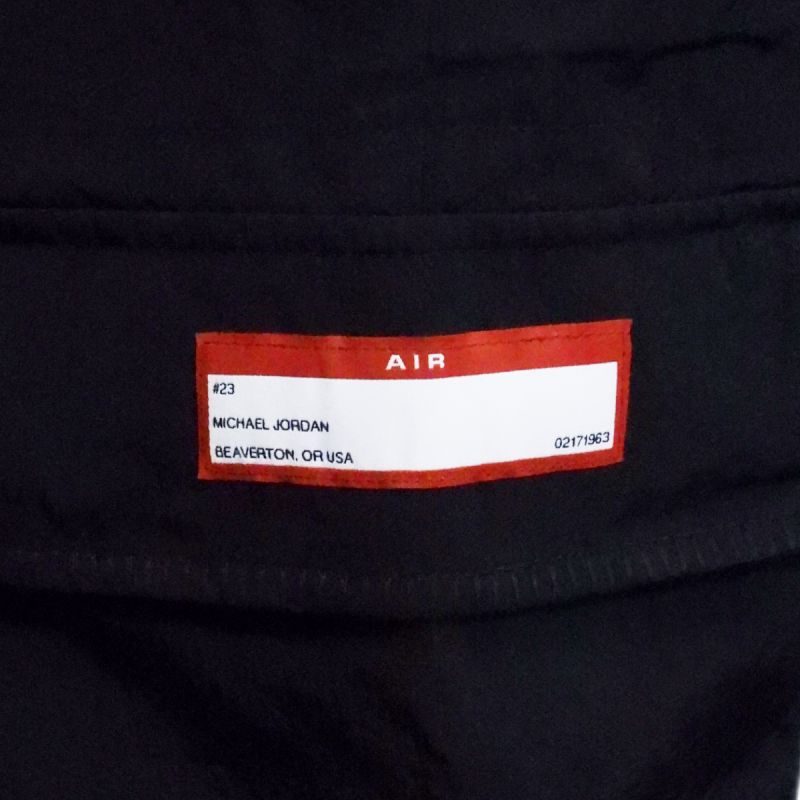 AIR
#23
MICHAEL JORDAN
BEAVERTON, OR USA
02171963